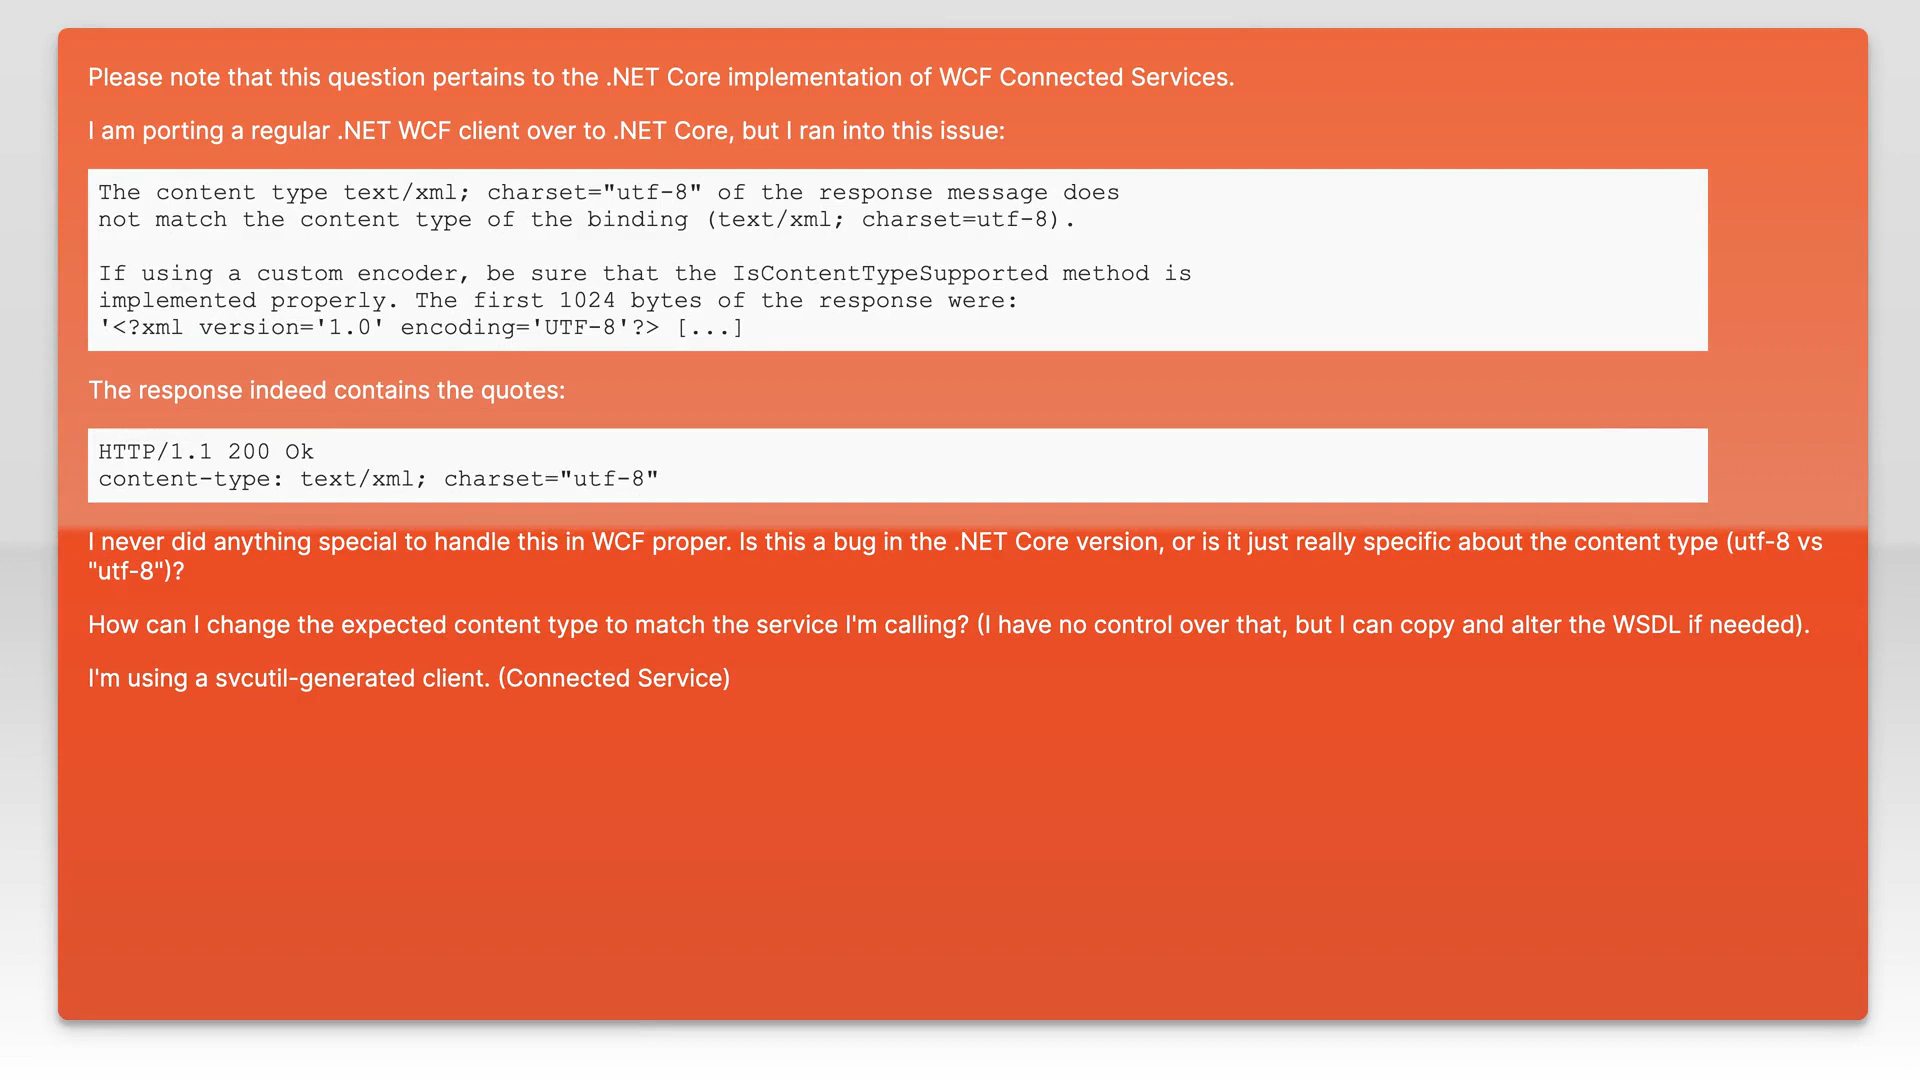 Please note that this question pertains to the .NET Core implementation of WCF Connected Services.
I am porting a regular .NET WCF client over to .NET Core, but I ran into this issue:
The content type text/xml; charset="utf-8" of the response message does
not match the content type of the binding (text/xml; charset=utf-8).
If using a custom encoder, be sure that the IsContentTypeSupported method is
implemented properly. The first 1024 bytes of the response were:
'<?xml version='1.0' encoding='UTF-8'?> [...]
The response indeed contains the quotes:
HTTP/1.1 200 Ok
content-type: text/xml; charset="utf-8"
I never did anything special to handle this in WCF proper. Is this a bug in the .NET Core version, or is it just really specific about the content type (utf-8 vs
"utf-8")?
How can I change the expected content type to match the service I'm calling? (I have no control over that, but I can copy and alter the WSDL if needed).
I'm using a svcutil-generated client. (Connected Service)